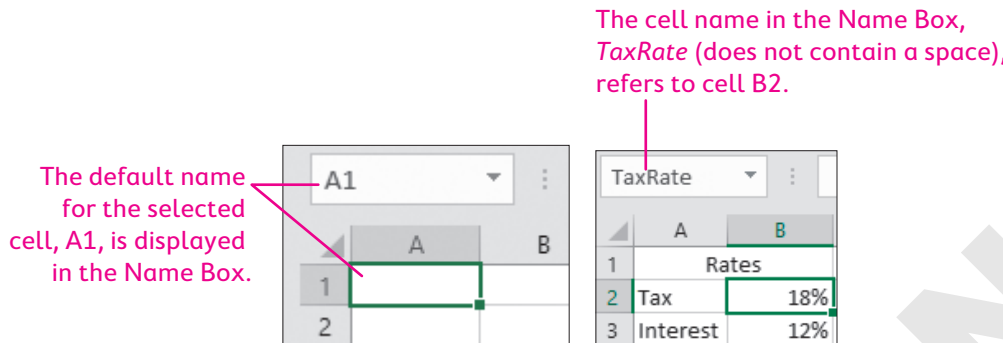 The cell name in the Name Box,
TaxRate (does not contain a space),
refers to cell B2.
The default name
for the selected
cell, A1, is displayed
in the Name Box.
A1
A B
1
2
TaxRate
A B
1 Rates
2 Tax 18%
3 Interest 12%